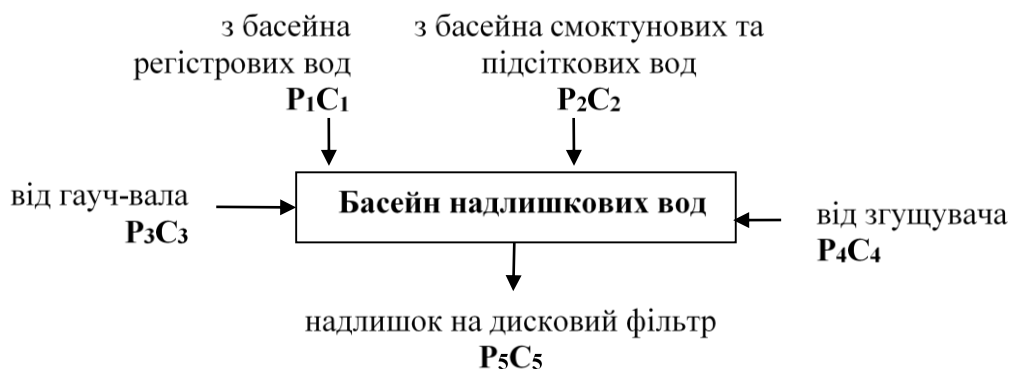 з басейна
регістрових вод
P₁C₁
з басейна смоктунових та
підсіткових вод
P₂C₂
від гауч-вала
P₃C₃
Басейн надлишкових вод
від згущувача
P₄C₄
надлишок на дисковий фільтр
P₅C₅